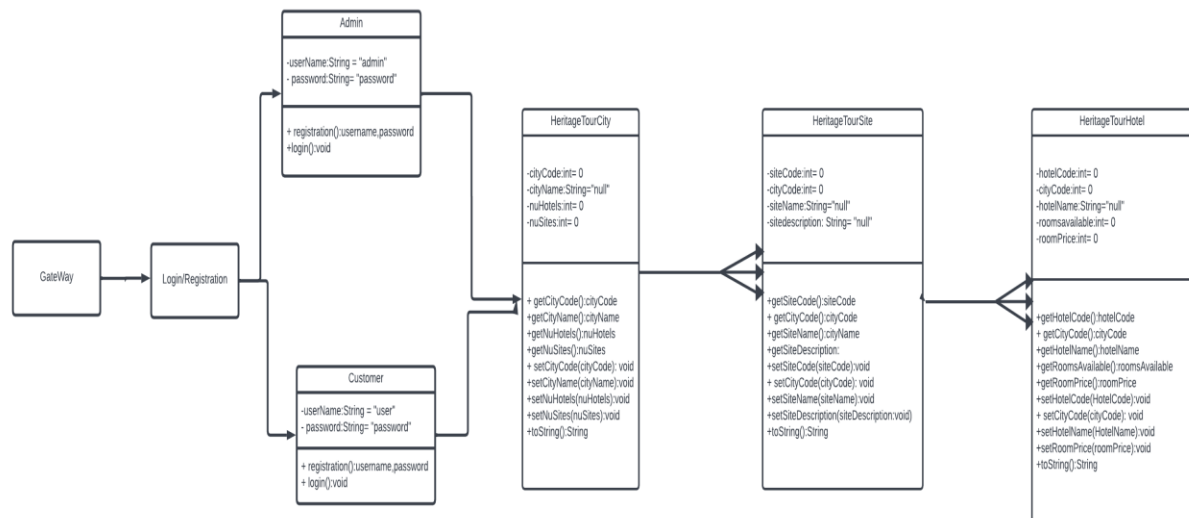 GateWay
Login/Registration
Admin
-userName:String = "admin"
- password:String= "password"
+ registration():username,password
+login():void
Customer
-userName:String = "user"
- password:String= "password"
+ registration():username,password
+ login():void
HeritageTourCity
-cityCode:int= 0
-cityName:String="null"
-nuHotels:int= 0
-nuSites:int= 0
+ getCityCode():cityCode
+getCityName():cityName
+getNuHotels():nuHotels
+getNuSites():nuSites
+ setCityCode(cityCode): void
+setCityName(cityName):void
+setNuHotels(nuHotels):void
+setNuSites(nuSites):void
+toString():String
HeritageTourSite
-siteCode:int= 0
-cityCode:int= 0
-siteName:String="null"
-sitedescription: String= "null"
+getSiteCode():siteCode
+ getCityCode():cityCode
+getSiteName():cityName
+getSiteDescription:
+setSiteCode(siteCode):void
+ setCityCode(cityCode): void
+setSiteName(siteName):void
+setSiteDescription(siteDescription:void)
+toString():String
HeritageTourHotel
-hotelCode:int= 0
-cityCode:int= 0
-hotelName:String="null"
-roomsavailable:int= 0
-roomPrice:int= 0
+getHotelCode():hotelCode
+ getCityCode():cityCode
+getHotelName():hotelName
+getRoomsAvailable():roomsAvailable
+getRoomPrice():roomPrice
+setHotelCode(HotelCode):void
+ setCityCode(cityCode): void
+setHotelName(HotelName):void
+setRoomPrice(roomPrice):void
+toString():String